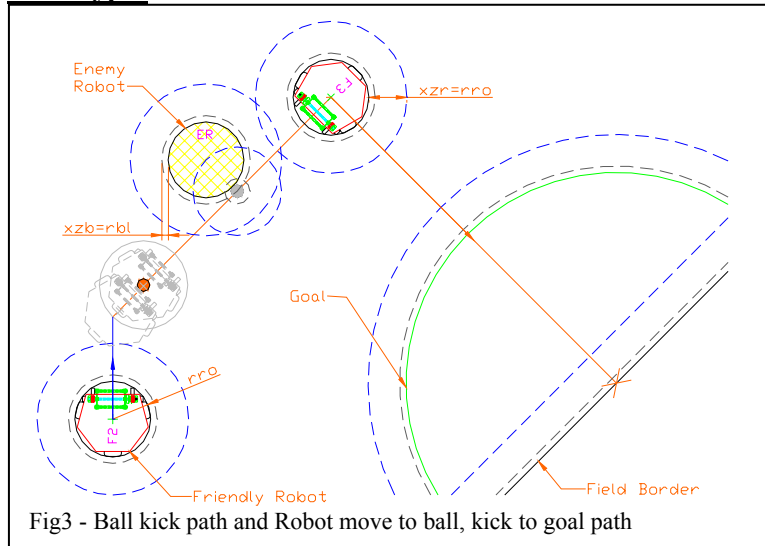 Enemy
Robot
ER
F3
xzr=rro
xzb=rbl
Goal
rro
F2
Friendly Robot
Field Border
Fig3 - Ball kick path and Robot move to ball, kick to goal path